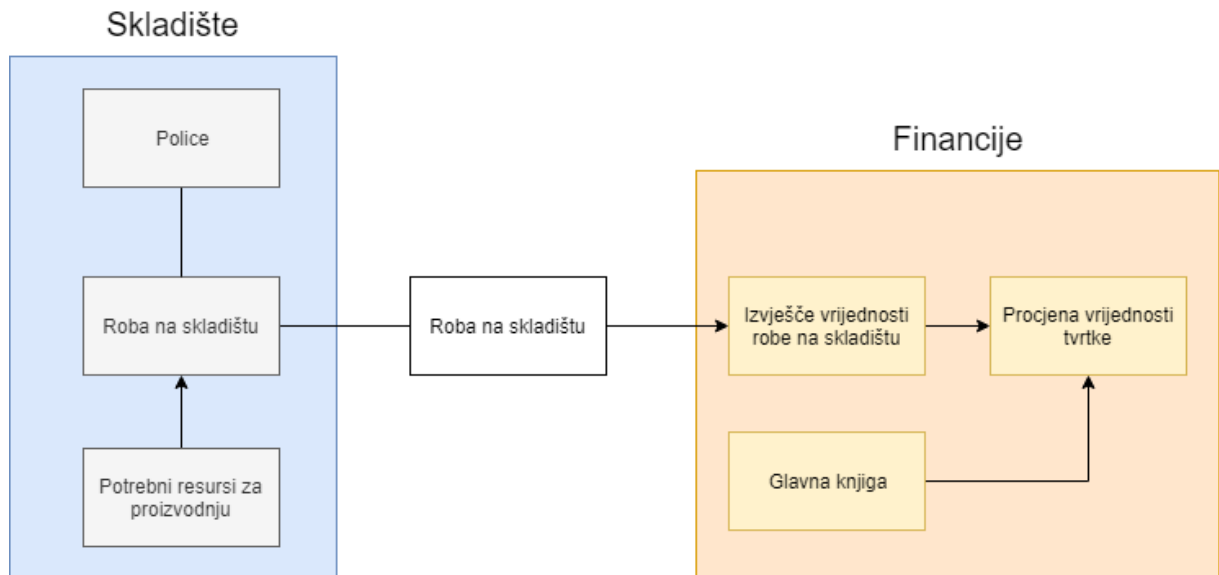 Skladište
Police
Roba na skladištu
Potrebni resursi za
proizvodnju
Roba na skladištu
Financije
Izvješče vrijednosti
robe na skladištu
Procjena vrijednosti
tvrtke
Glavna knjiga